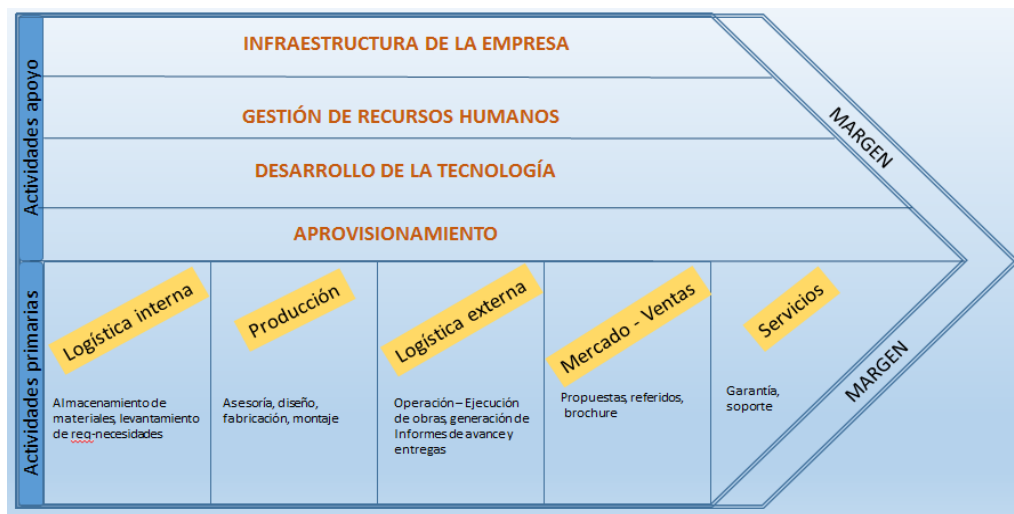 Actividades apoyo
INFRAESTRUCTURA DE LA EMPRESA
GESTIÓN DE RECURSOS HUMANOS
DESARROLLO DE LA TECNOLOGÍA
APROVISIONAMIENTO
MARGEN
Actividades primarias
Logística interna
Almacenamiento de
materiales, levantamiento
de req-necesidades
Producción
Asesoría, diseño,
fabricación, montaje
Logística externa
Operación – Ejecución
de obras, generación de
Informes de avance y
entregas
Mercado - Ventas
Propuestas, referidos,
brochure
Servicios
Garantía,
soporte
MARGEN